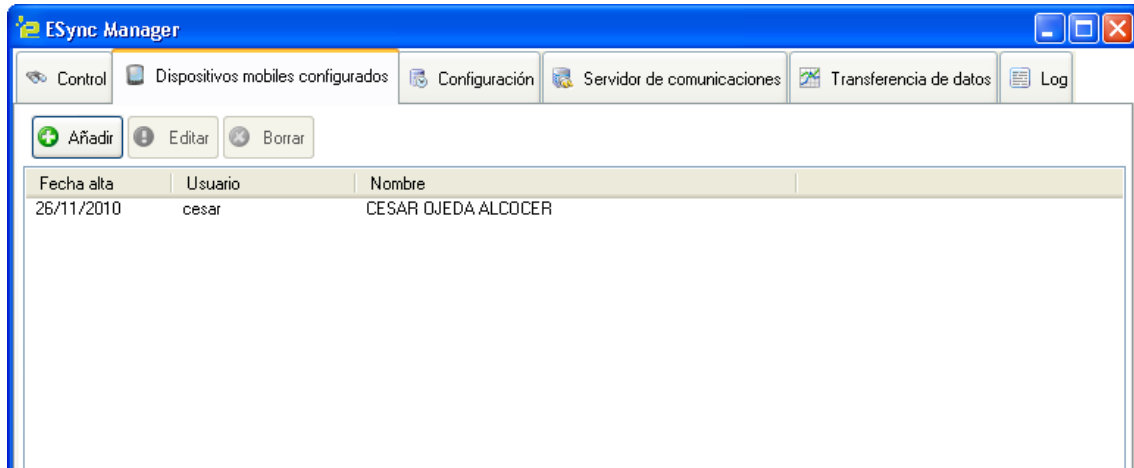 ESync Manager
Control Dispositivos mobiles configurados Configuración Servidor de comunicaciones Transferencia de datos Log
Añadir Editar Borrar
Fecha alta Usuario Nombre
26/11/2010 cesar CESAR OJEDA ALCOCER